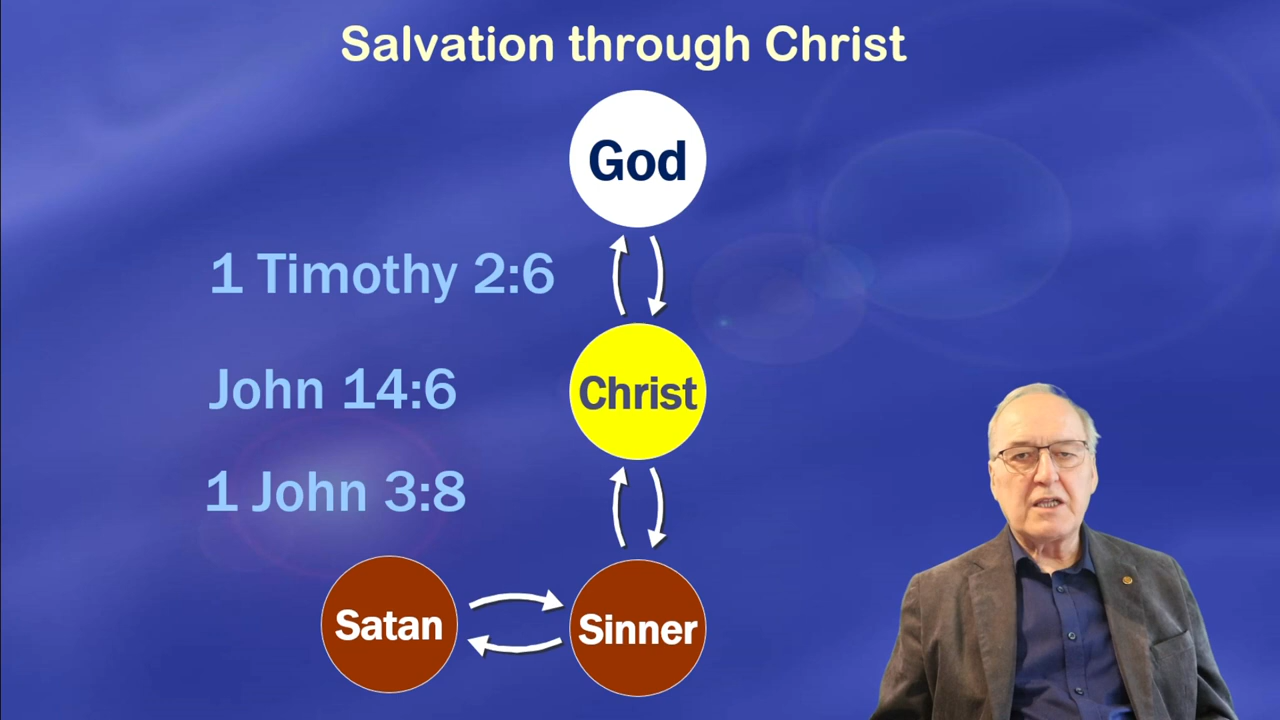 Salvation through Christ
God
1 Timothy 2:6
John 14:6
Christ
1 John 3:8
Satan
Sinner